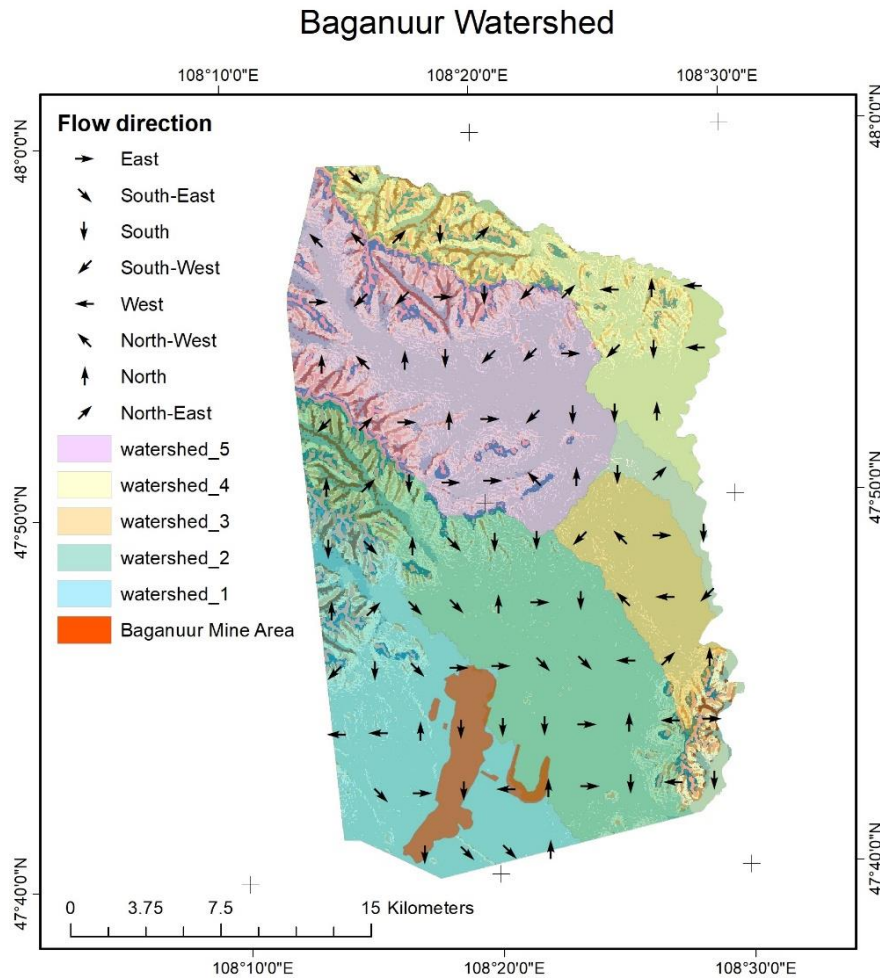 Baganuur Watershed
108°10'0"E
108°20'0"E
108°30'0"E
48°0'0"N
48°0'0"N
Flow direction
East
South-East
South
South-West
West
North-West
North
North-East
watershed_5
watershed_4
watershed_3
watershed_2
watershed_1
Baganuur Mine Area
47°50'0"N
47°50'0"N
47°40'0"N
47°40'0"N
0 3.75 7.5 15 Kilometers
108°10'0"E
108°20'0"E
108°30'0"E